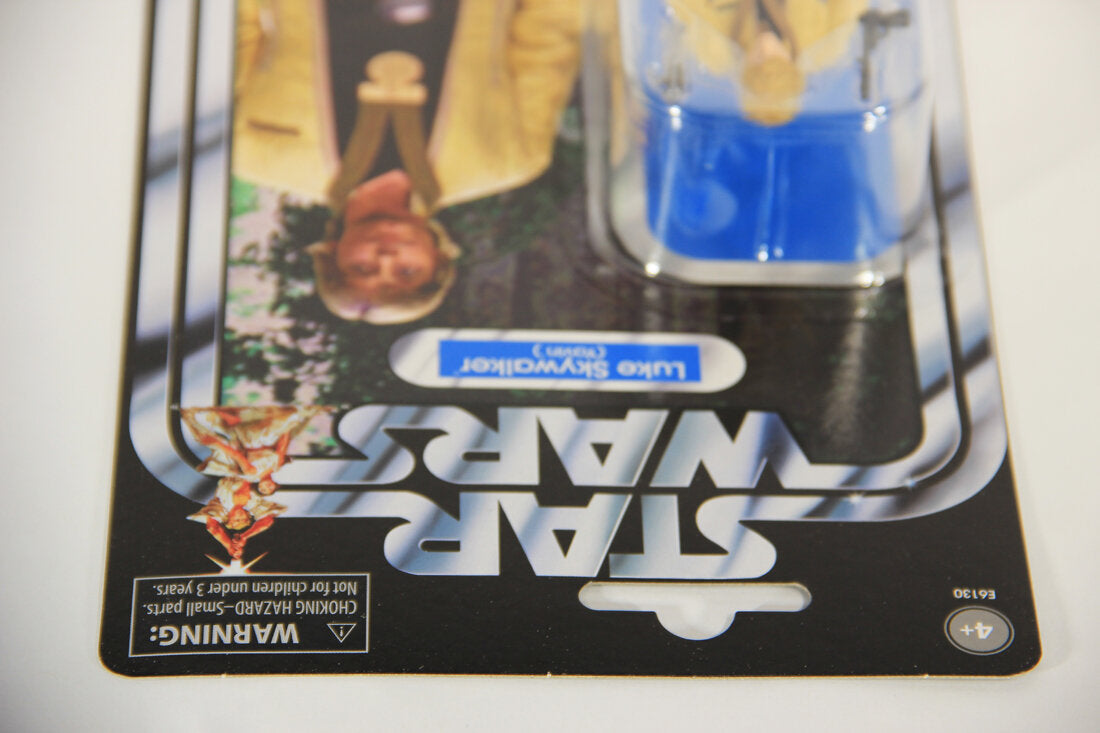 4+
E6130
WARNING:
CHOKING HAZARD—Small parts.
Not for children under 3 years.
STAR
WARS
Luke Skywalker
(Yavin)